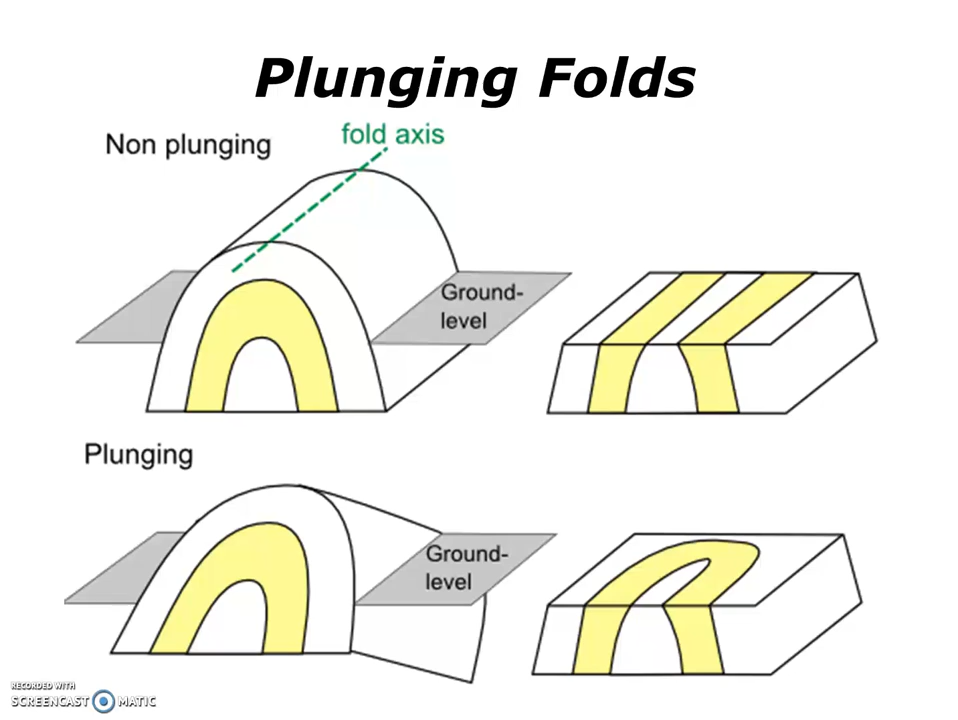 Plunging Folds
Non plunging
fold axis
Ground-
level
Plunging
Ground-
level
RECORDED WITH
SCREENCAST MATIC